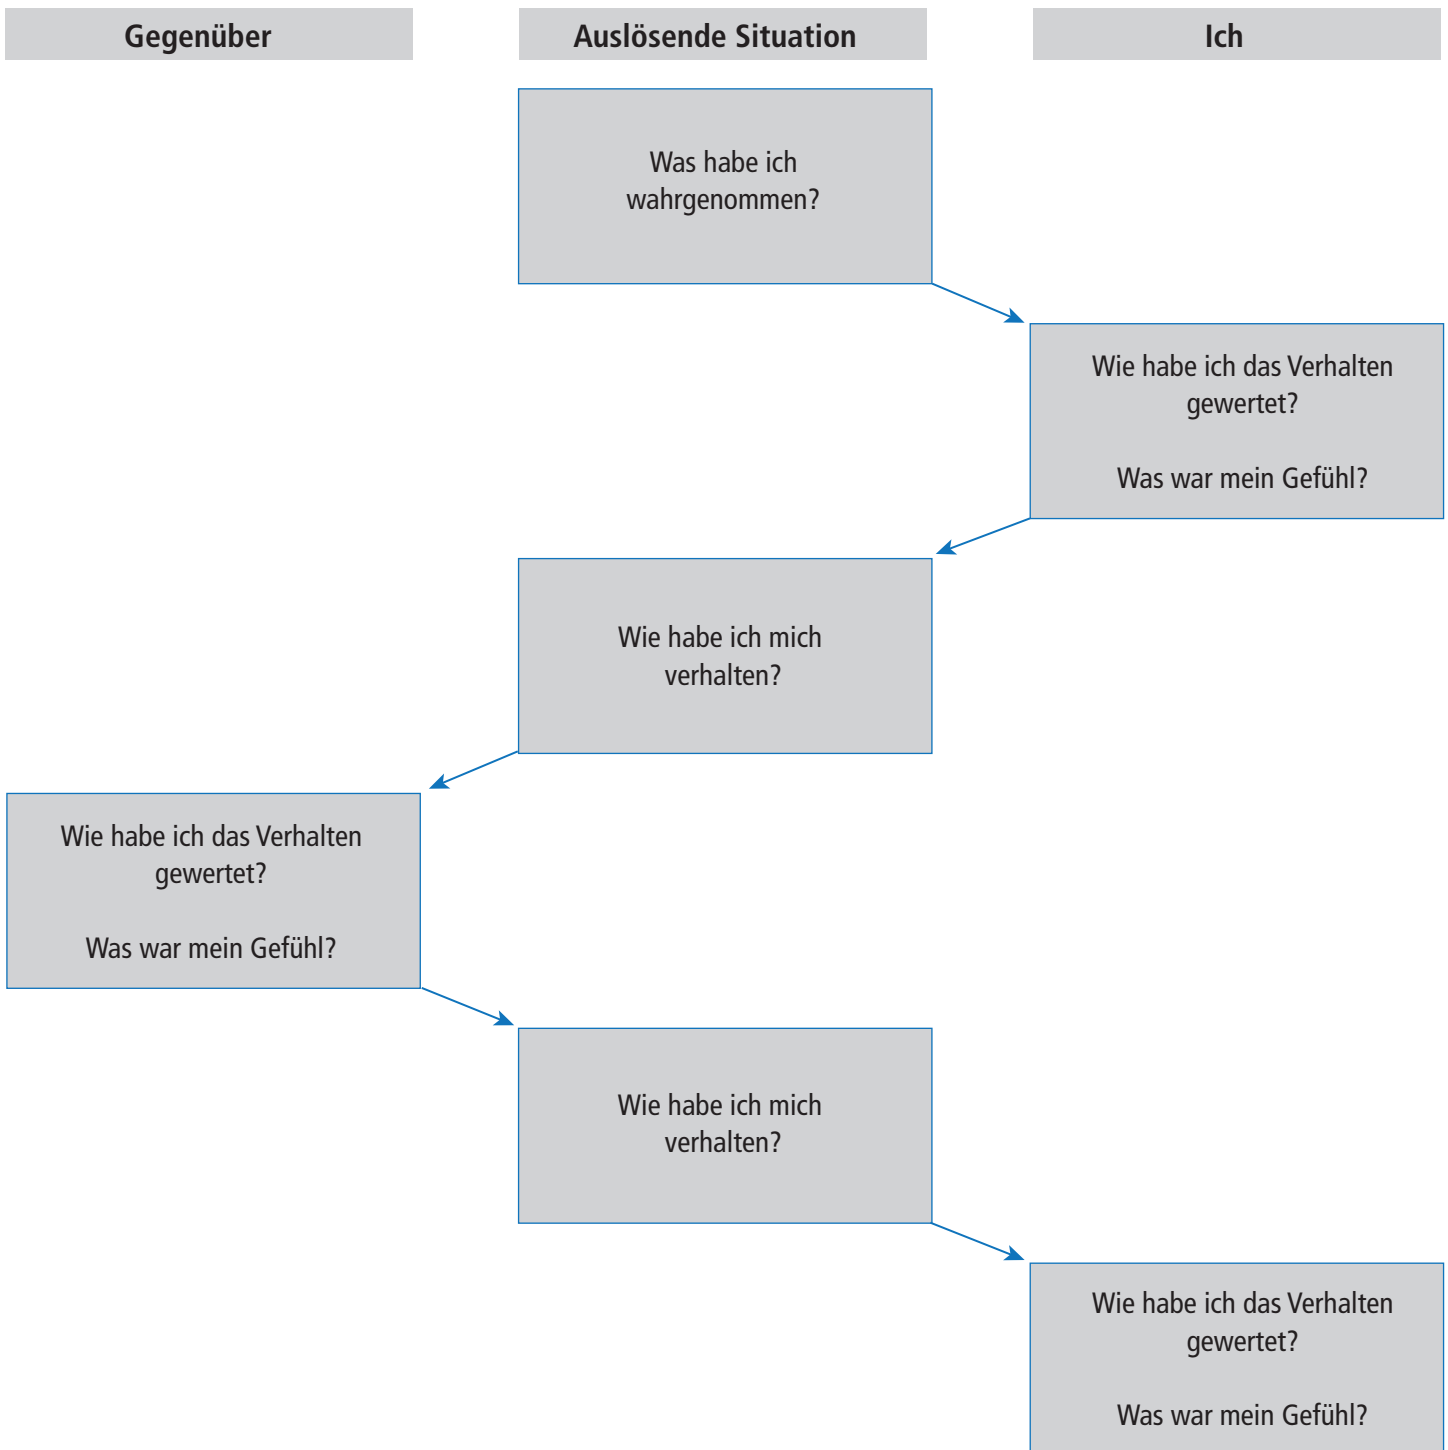 Gegenüber
Auslösende Situation
Ich
Was habe ich
wahrgenommen?
Wie habe ich das Verhalten
gewertet?
Was war mein Gefühl?
Wie habe ich mich
verhalten?
Wie habe ich das Verhalten
gewertet?
Was war mein Gefühl?
Wie habe ich mich
verhalten?
Wie habe ich das Verhalten
gewertet?
Was war mein Gefühl?